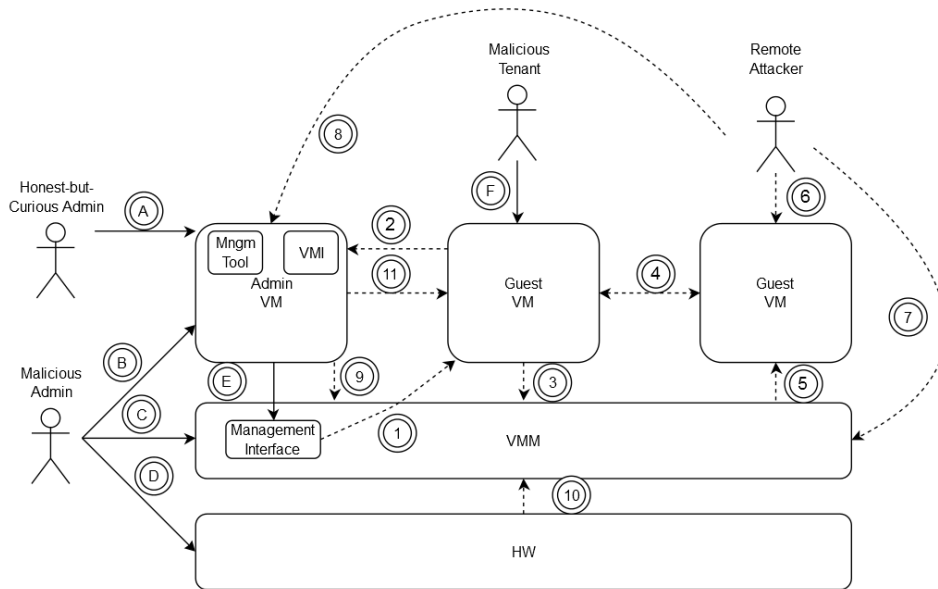 Malicious
Tenant
Remote
Attacker
8
Honest-but-
Curious Admin
A
F
6
2
Mngm
Tool
VMI
Admin
VM
11
Guest
VM
4
Guest
VM
7
Malicious
Admin
B
E
9
3
5
C
Management
Interface
1
VMM
D
10
HW